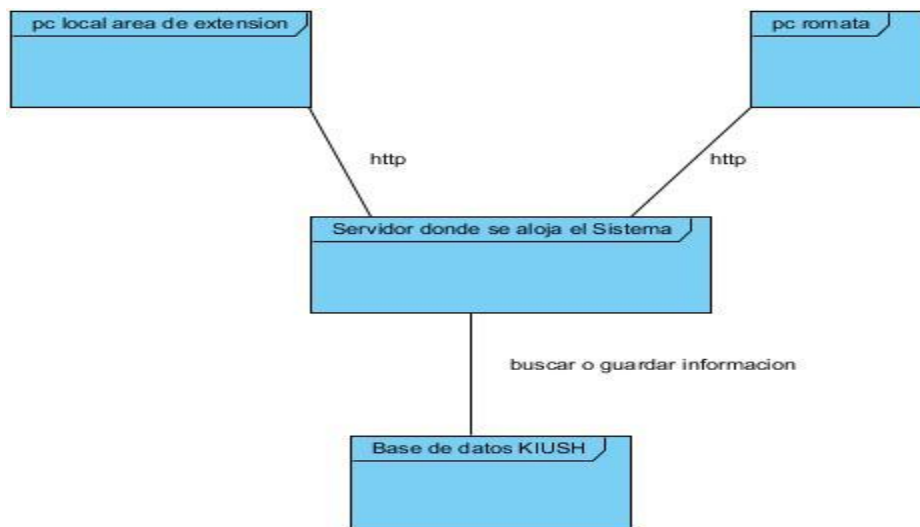 pc local area de extension
pc romata
http
http
Servidor donde se aloja el Sistema
buscar o guardar informacion
Base de datos KIUSH